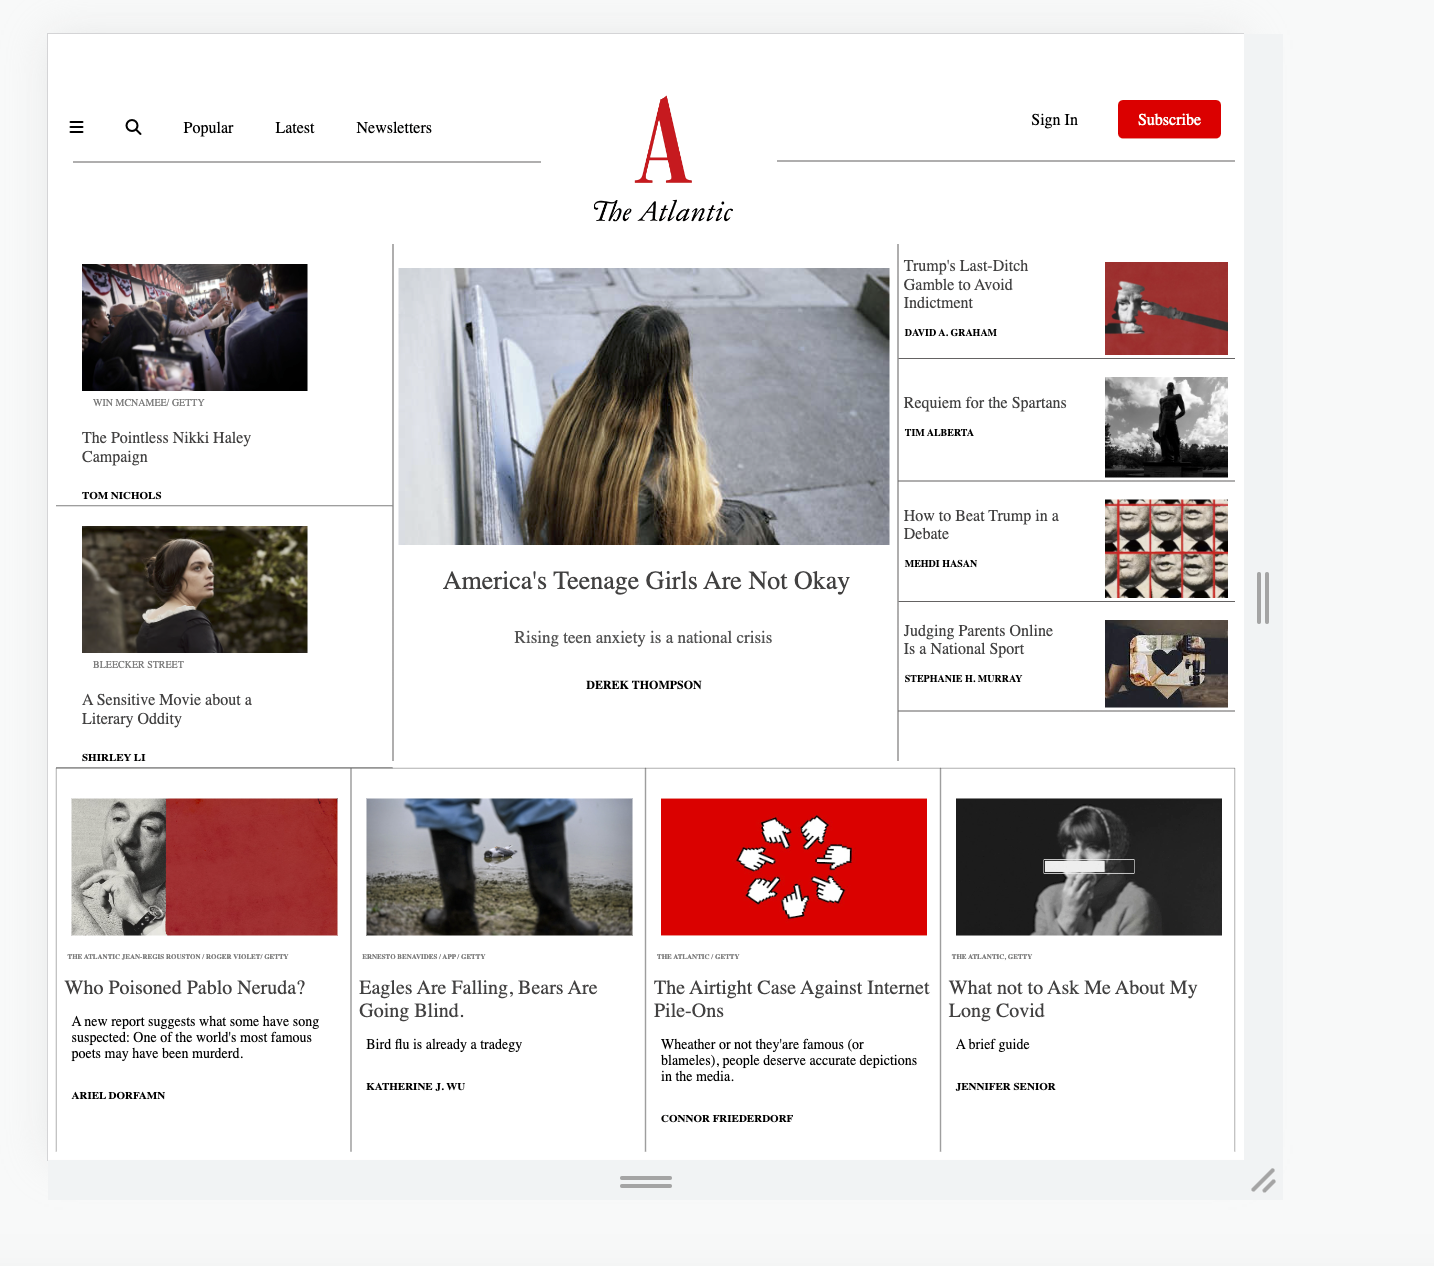 Popular
Latest
Newsletters
Sign In
Subscribe
A
The Atlantic
WIN MCNAMEE/ GETTY
The Pointless Nikki Haley
Campaign
TOM NICHOLS
BLEECKER STREET
A Sensitive Movie about a
Literary Oddity
SHIRLEY LI
America's Teenage Girls Are Not Okay
Rising teen anxiety is a national crisis
DEREK THOMPSON
Trump's Last-Ditch
Gamble to Avoid
Indictment
DAVID A. GRAHAM
Requiem for the Spartans
TIM ALBERTA
How to Beat Trump in a
Debate
MEHDI HASAN
Judging Parents Online
Is a National Sport
STEPHANIE H. MURRAY
THE ATLANTIC JEAN-REGIS ROUSTON / ROGER VIOLET/ GETTY
Who Poisoned Pablo Neruda?
A new report suggests what some have song
suspected: One of the world's most famous
poets may have been murderd.
ARIEL DORFAMN
ERNESTO BENAVIDES / APP / GETTY
Eagles Are Falling, Bears Are
Going Blind.
Bird flu is already a tradegy
KATHERINE J. WU
THE ATLANTIC / GETTY
The Airtight Case Against Internet
Pile-Ons
Wheather or not they'are famous (or
blameles), people deserve accurate depictions
in the media.
CONNOR FRIEDERDORF
THE ATLANTIC, GETTY
What not to Ask Me About My
Long Covid
A brief guide
JENNIFER SENIOR